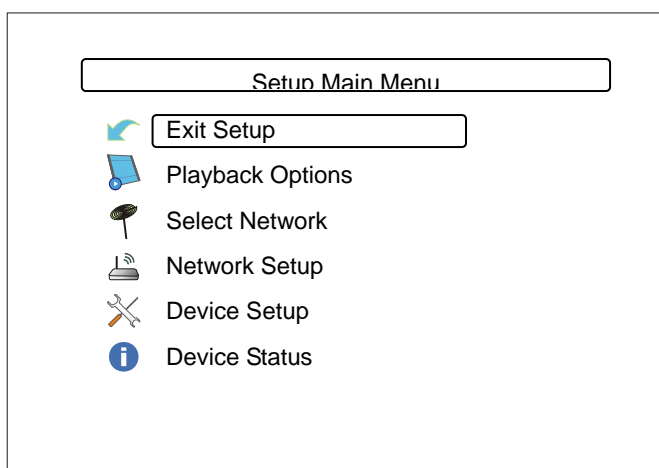 Setup Main Menu
Exit Setup
Playback Options
Select Network
Network Setup
Device Setup
Device Status